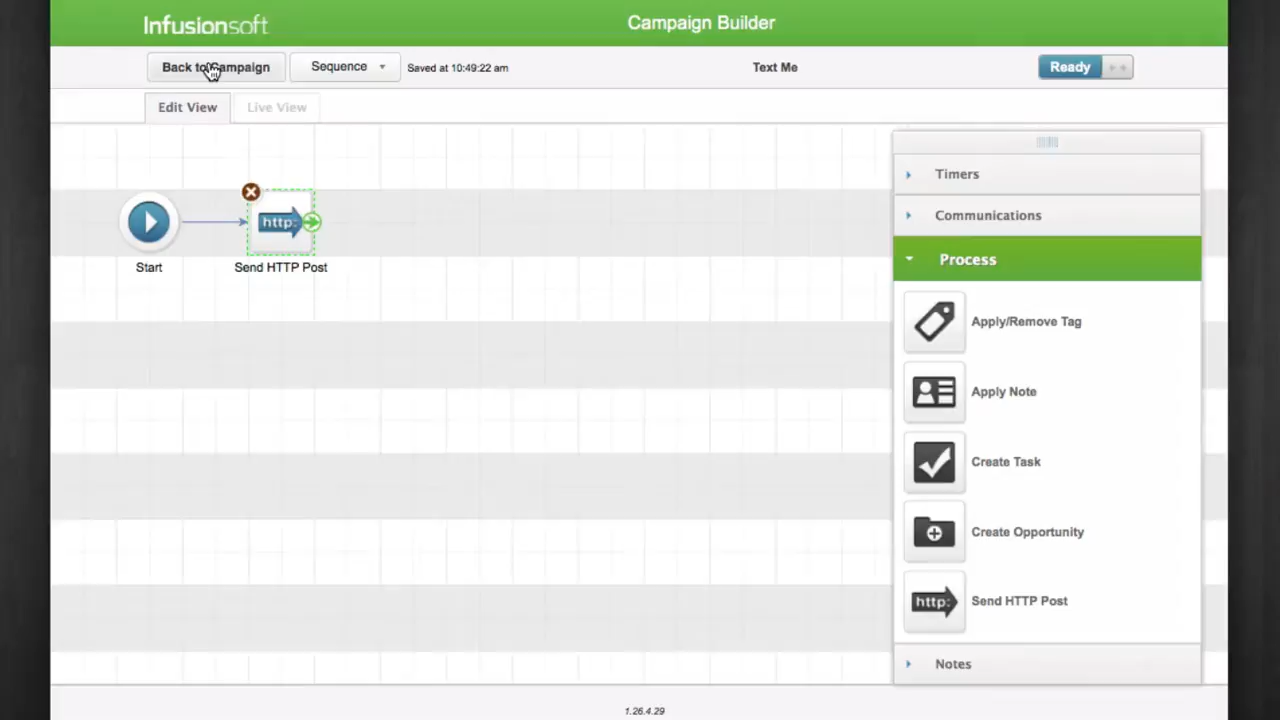 Infusionsoft
Campaign Builder
Back to Campaign
Sequence
Saved at 10:49:22 am
Text Me
Ready
Edit View
Live View
Timers
Communications
Process
http:
Start
Send HTTP Post
Apply/Remove Tag
Apply Note
Create Task
Create Opportunity
http:
Send HTTP Post
Notes
1.26.4.29